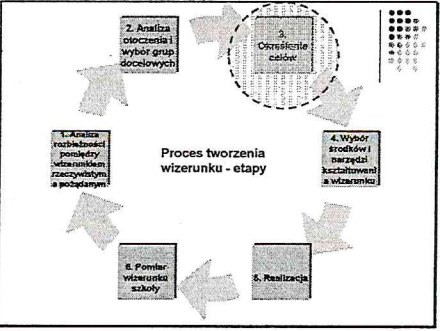 1. Analiza
rozbieżności
pomiędzy
wizerunkiem
rzeczywistym
a pożądanym
2. Analiza
otoczenia i
wybór grup
docelowych
3.
Określenie
celów
4. Wybór
środków i
narzędzi
kształtowani
a wizerunku
5. Realizacja
6. Pomiar
wizerunku
szkoły
Proces tworzenia
wizerunku - etapy